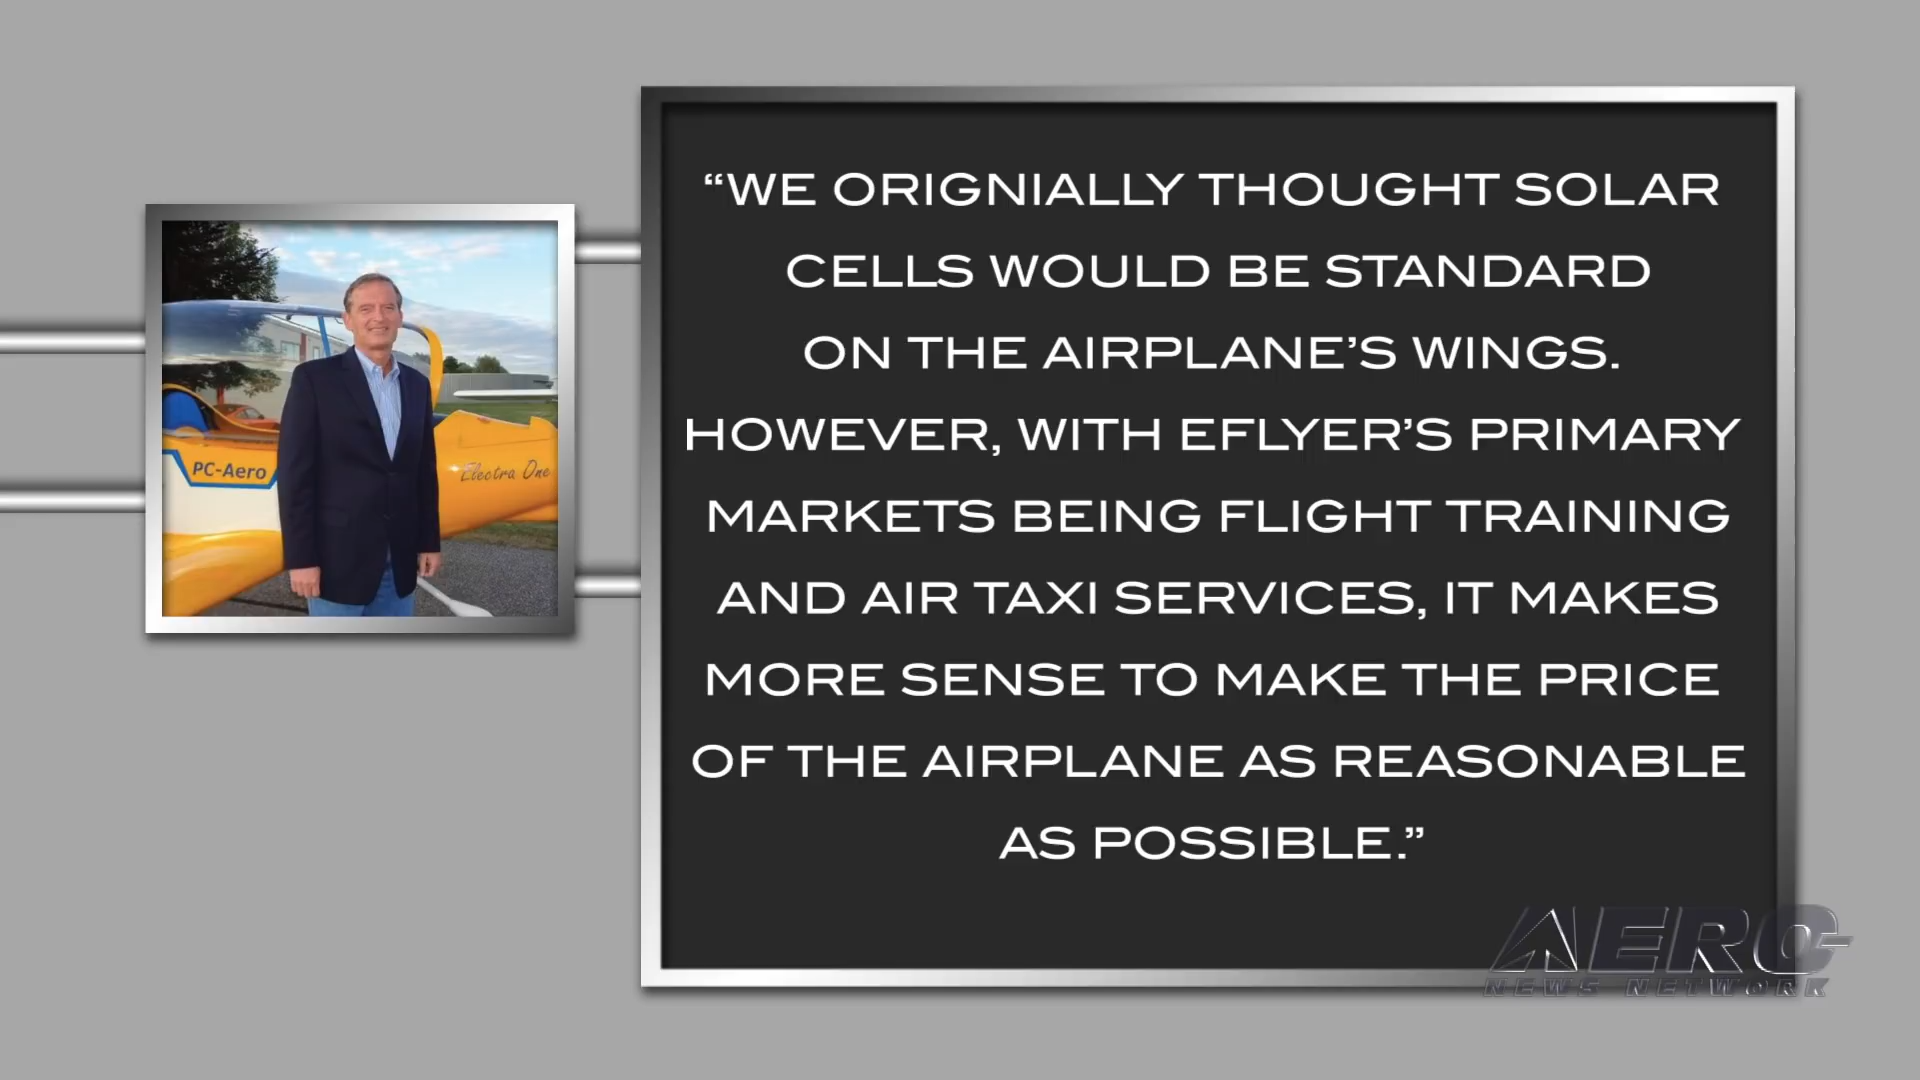 “WE ORIGNIALLY THOUGHT SOLAR
CELLS WOULD BE STANDARD
ON THE AIRPLANE’S WINGS.
HOWEVER, WITH EFLYER’S PRIMARY
MARKETS BEING FLIGHT TRAINING
AND AIR TAXI SERVICES, IT MAKES
MORE SENSE TO MAKE THE PRICE
OF THE AIRPLANE AS REASONABLE
AS POSSIBLE.”
PC-Aero
Electra One
AERO-
NEWS NETWORK